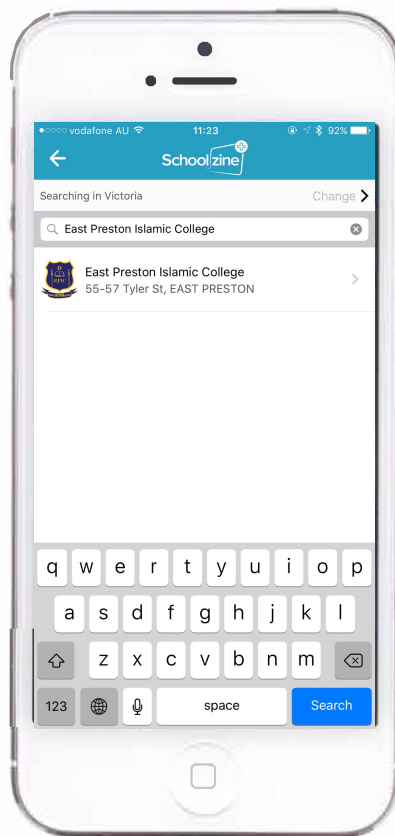 vodafone AU 11:23 92%
Schoolzine
Searching in Victoria Change
East Preston Islamic College
East Preston Islamic College
55-57 Tyler St, EAST PRESTON
q w e r t y u i o p
a s d f g h j k l
z x c v b n m
123 space Search